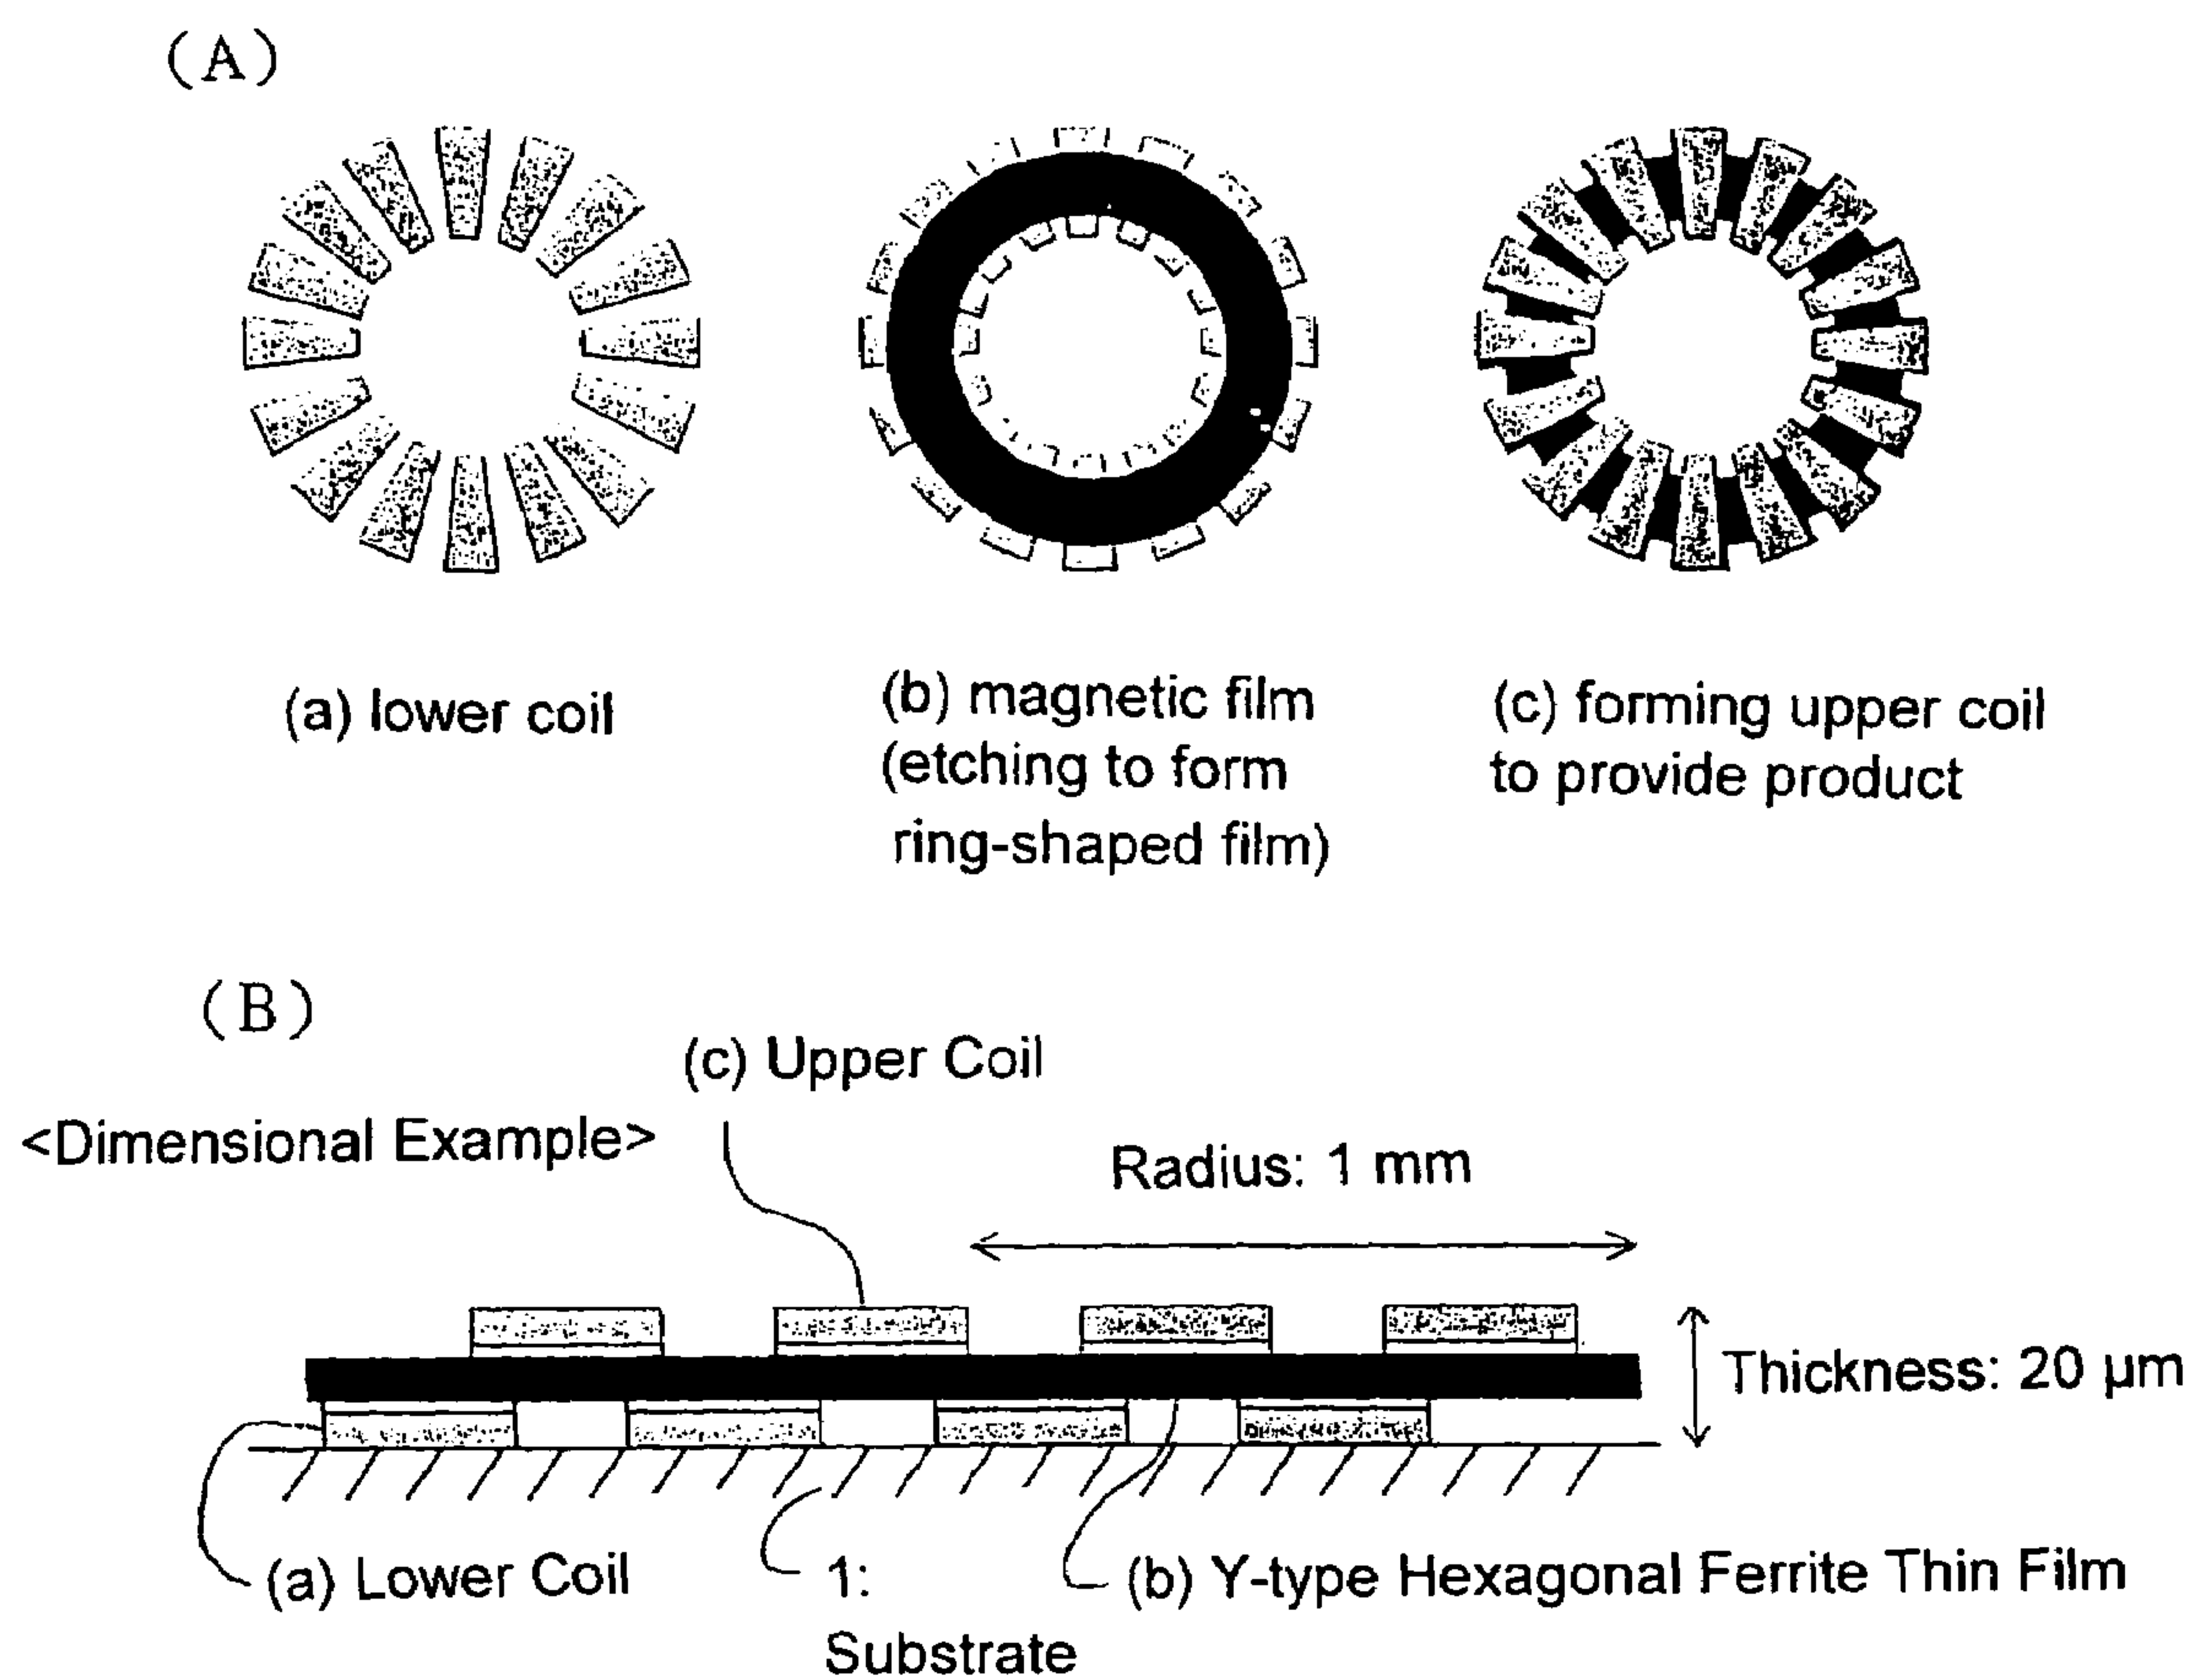 (A)
(a) lower coil
(b) magnetic film
(etching to form
ring-shaped film)
(c) forming upper coil
to provide product
(B)
(c) Upper Coil
<Dimensional Example>
Radius: 1 mm
Thickness: 20 μm
(a) Lower Coil
1:
Substrate
(b) Y-type Hexagonal Ferrite Thin Film